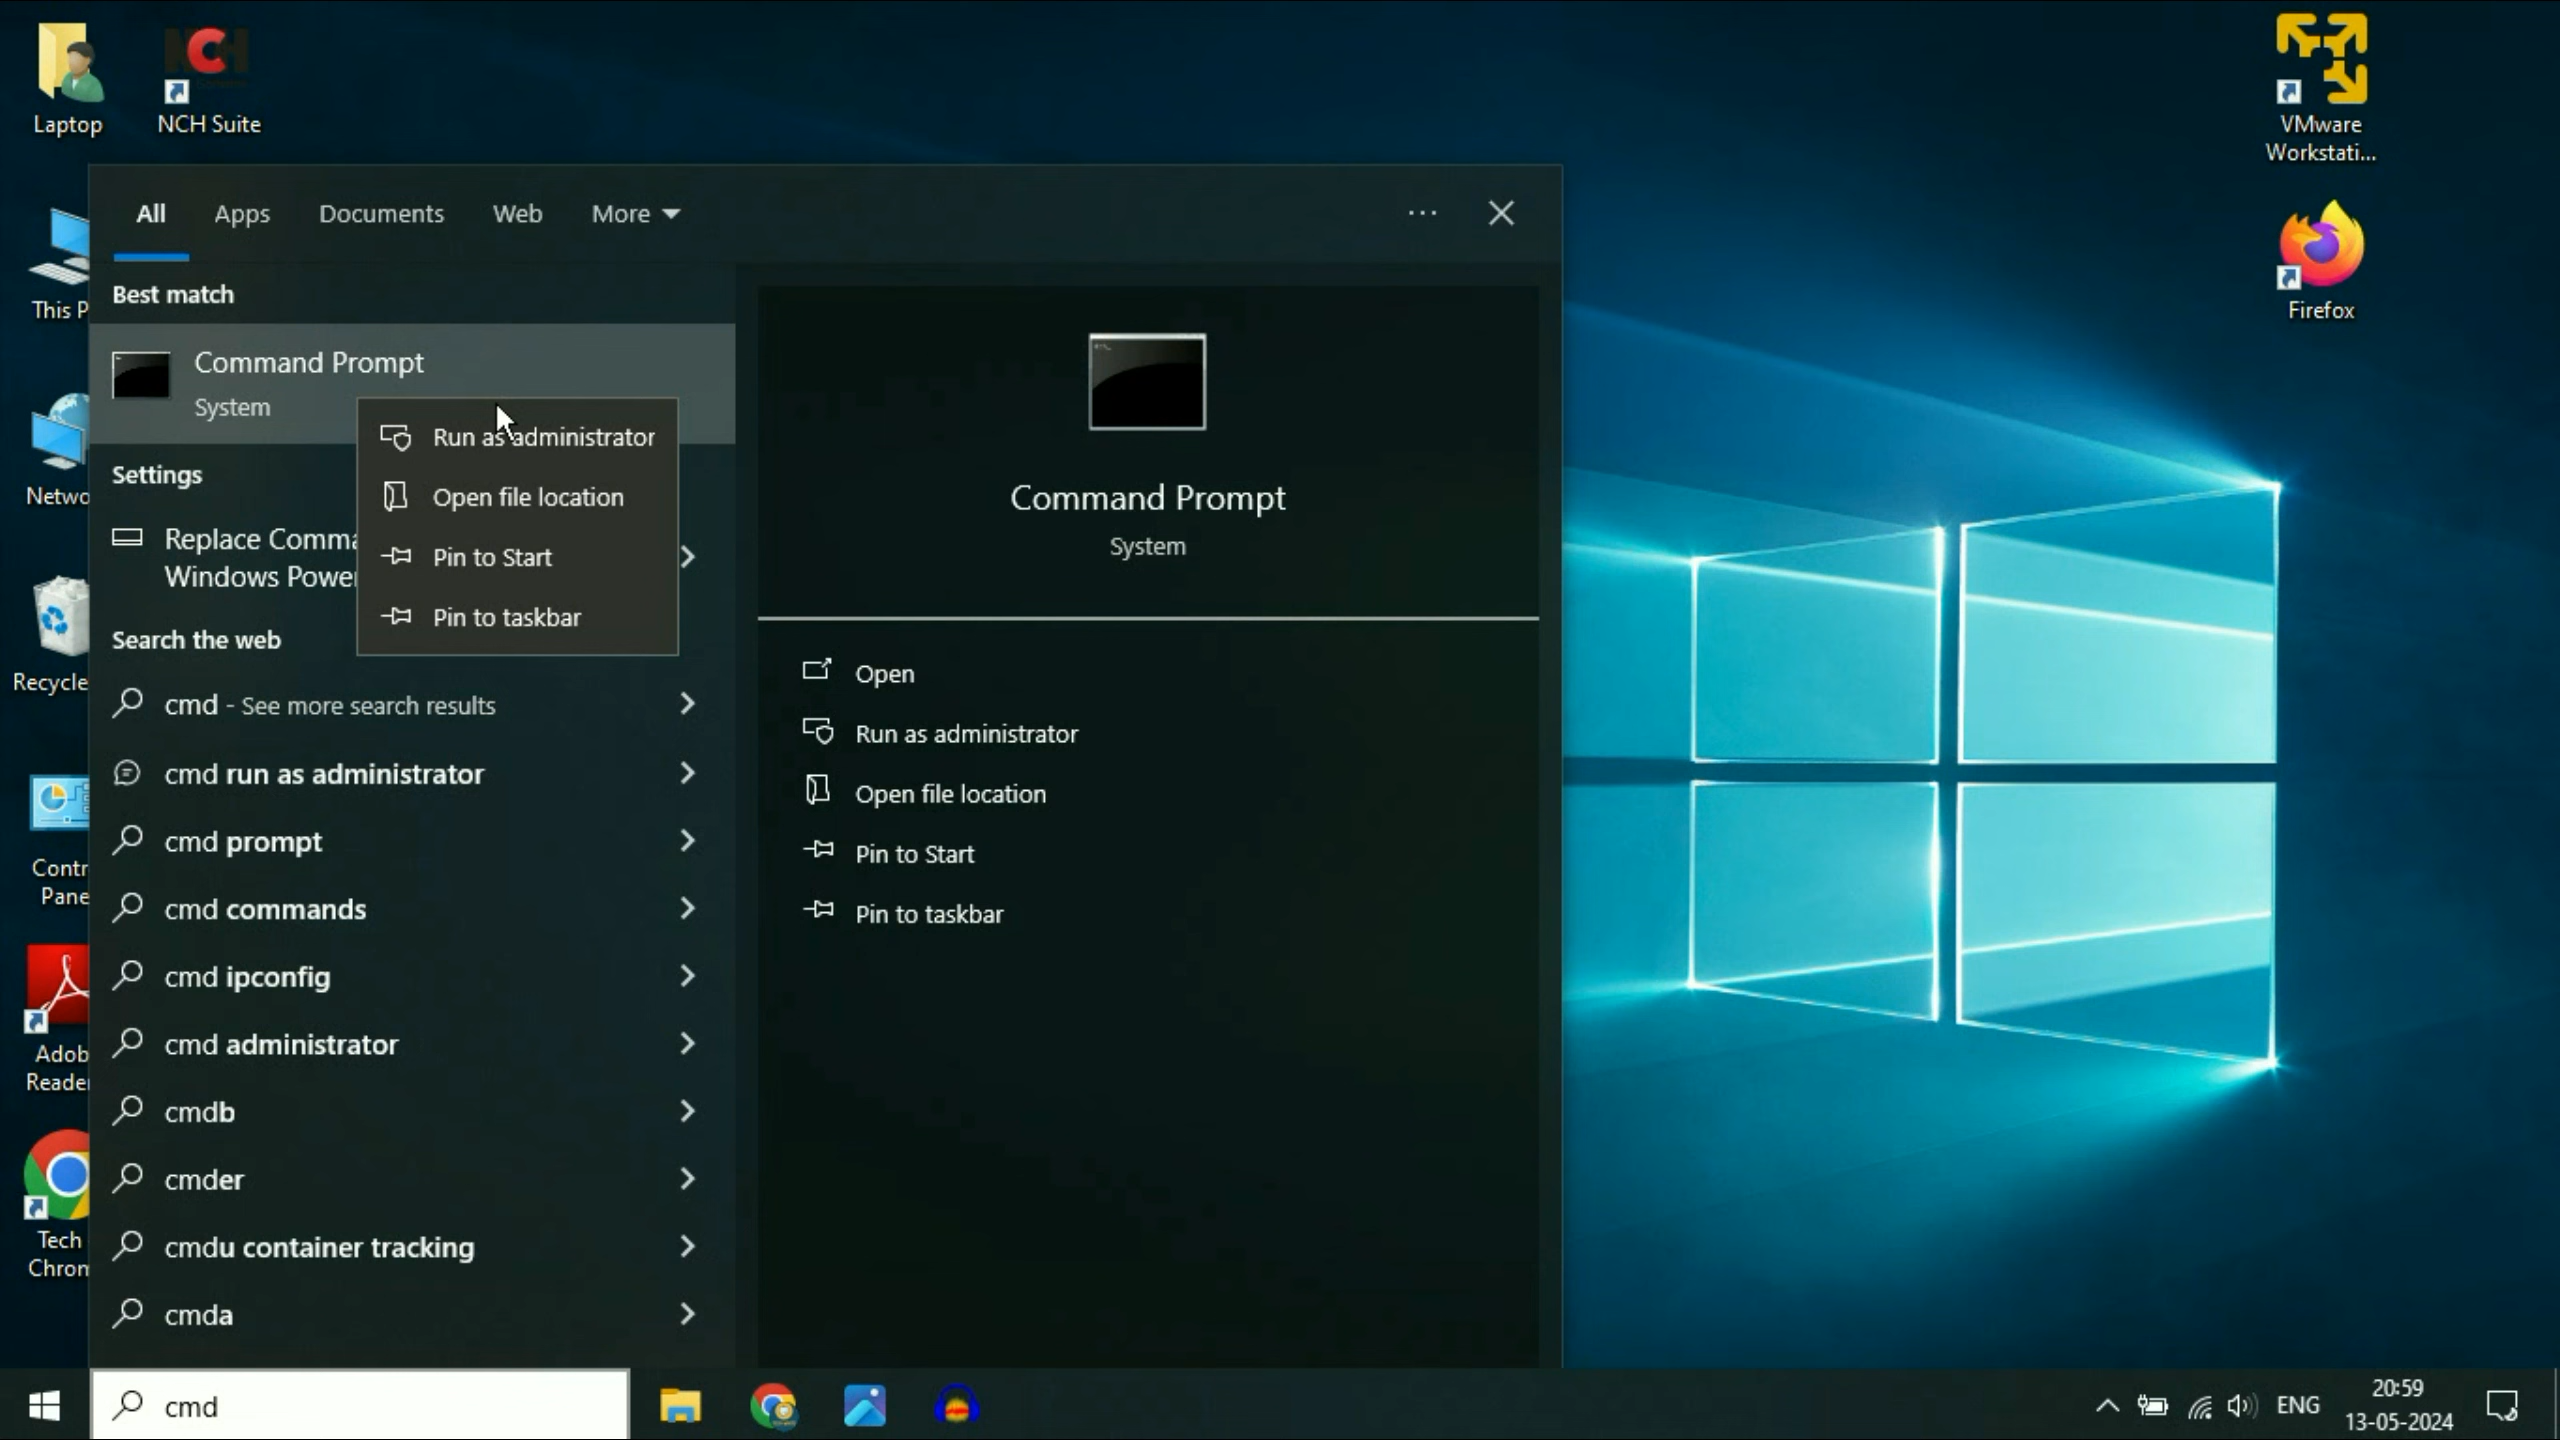 Laptop
NCH Suite
VMware
Workstati...
Firefox
All
Apps
Documents
Web
More
Best match
Command Prompt
System
Run as administrator
Open file location
Pin to Start
Pin to taskbar
Settings
Replace Comma
Windows Power
Search the web
cmd - See more search results
cmd run as administrator
cmd prompt
cmd commands
cmd ipconfig
cmd administrator
cmdb
cmder
cmdu container tracking
cmda
Command Prompt
System
Open
Run as administrator
Open file location
Pin to Start
Pin to taskbar
This P
Netwo
Recycle
Contr
Pane
Adob
Reader
Tech
Chrom
cmd
ENG
20:59
13-05-2024